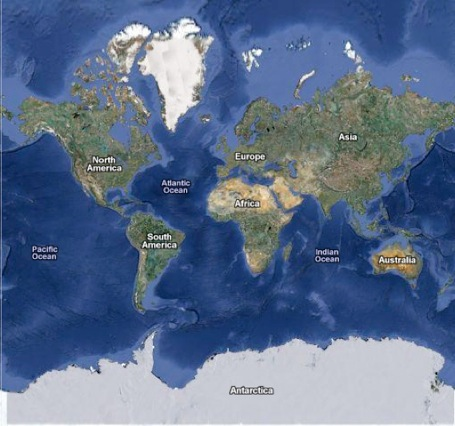 Asia
Europe
North
America
Atlantic
Ocean
Africa
South
America
Pacific
Ocean
Indian
Ocean
Australia
Antarctica